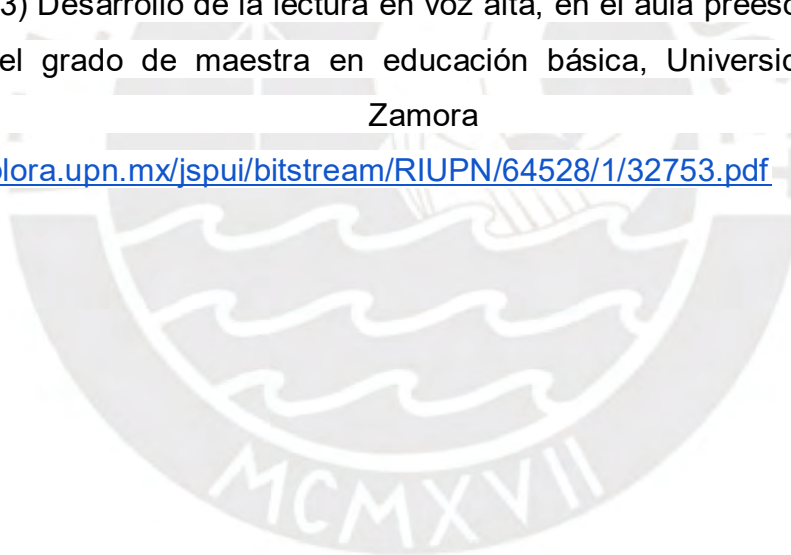 3) Desarrollo de la lectura en voz alta, en el aula preesc
el grado de maestra en educación básica, Universid
Zamora
lora.upn.mx/jspui/bitstream/RIUPN/64528/1/32753.pdf
MCMXVII